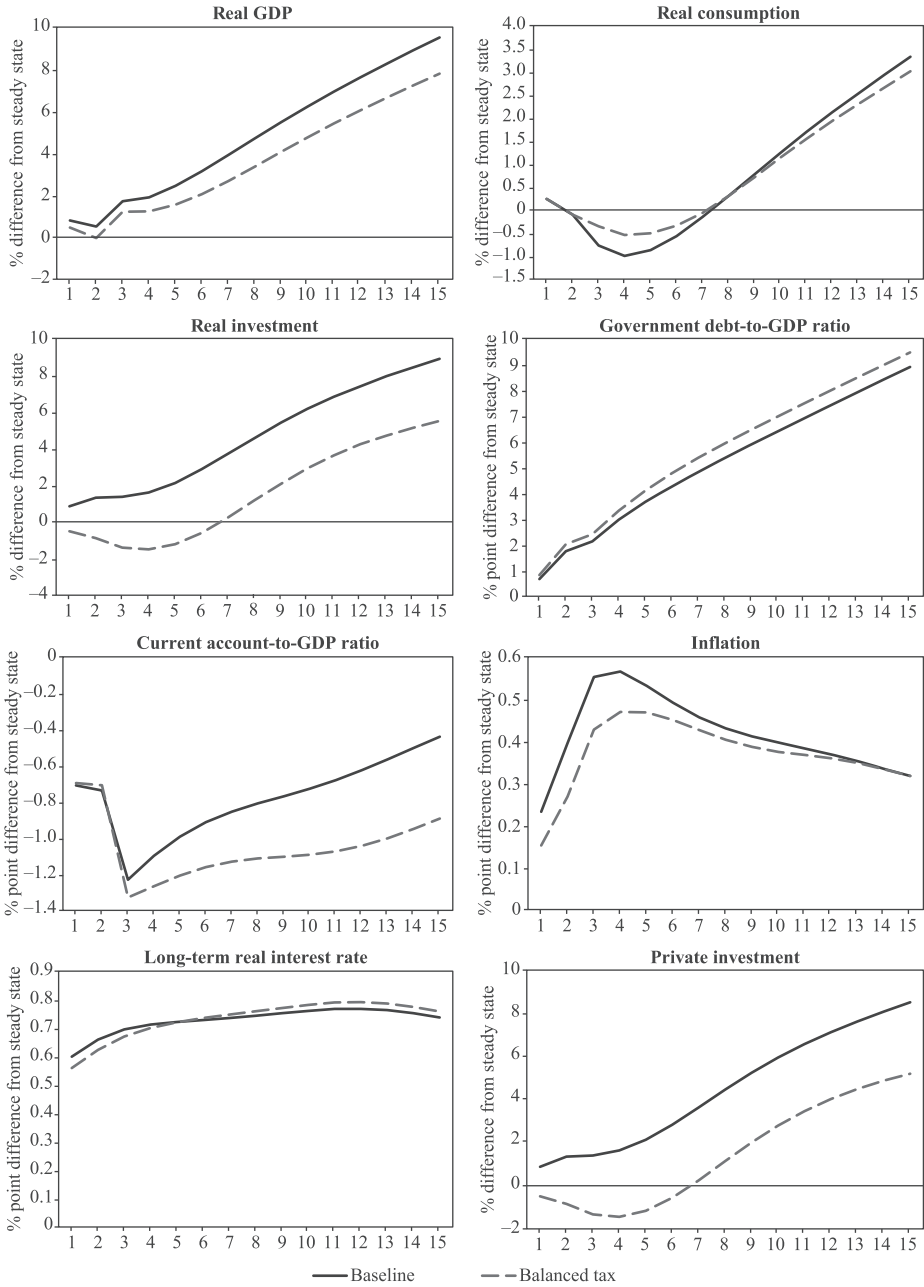 Real GDP
% difference from steady state
10
8
6
4
2
0
–2
1 2 3 4 5 6 7 8 9 10 11 12 13 14 15
Real consumption
% difference from steady state
4.0
3.5
3.0
2.5
2.0
1.5
1.0
0.5
0
–0.5
–1.0
–1.5
1 2 3 4 5 6 7 8 9 10 11 12 13 14 15
Real investment
% difference from steady state
10
8
6
4
2
0
–2
–4
1 2 3 4 5 6 7 8 9 10 11 12 13 14 15
Government debt-to-GDP ratio
% point difference from steady state
10
9
8
7
6
5
4
3
2
1
0
1 2 3 4 5 6 7 8 9 10 11 12 13 14 15
Current account-to-GDP ratio
% point difference from steady state
0
–0.2
–0.4
–0.6
–0.8
–1.0
–1.2
–1.4
1 2 3 4 5 6 7 8 9 10 11 12 13 14 15
Inflation
% point difference from steady state
0.6
0.5
0.4
0.3
0.2
0.1
0
1 2 3 4 5 6 7 8 9 10 11 12 13 14 15
Long-term real interest rate
% point difference from steady state
0.9
0.8
0.7
0.6
0.5
0.4
0.3
0.2
0.1
0
1 2 3 4 5 6 7 8 9 10 11 12 13 14 15
Private investment
% difference from steady state
10
8
6
4
2
0
–2
1 2 3 4 5 6 7 8 9 10 11 12 13 14 15
Baseline Balanced tax